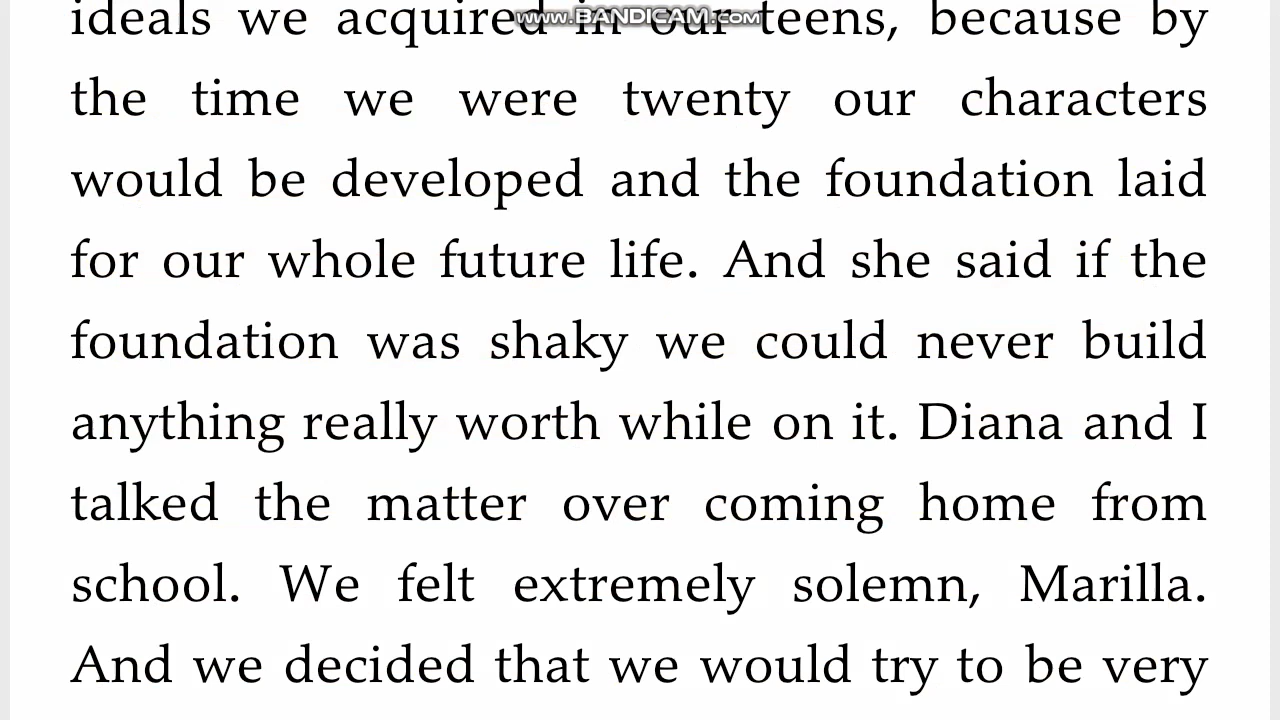 www.BANDICAM.com
ideals we acquired in our teens, because by
the time we were twenty our characters
would be developed and the foundation laid
for our whole future life. And she said if the
foundation was shaky we could never build
anything really worth while on it. Diana and I
talked the matter over coming home from
school. We felt extremely solemn, Marilla.
And we decided that we would try to be very